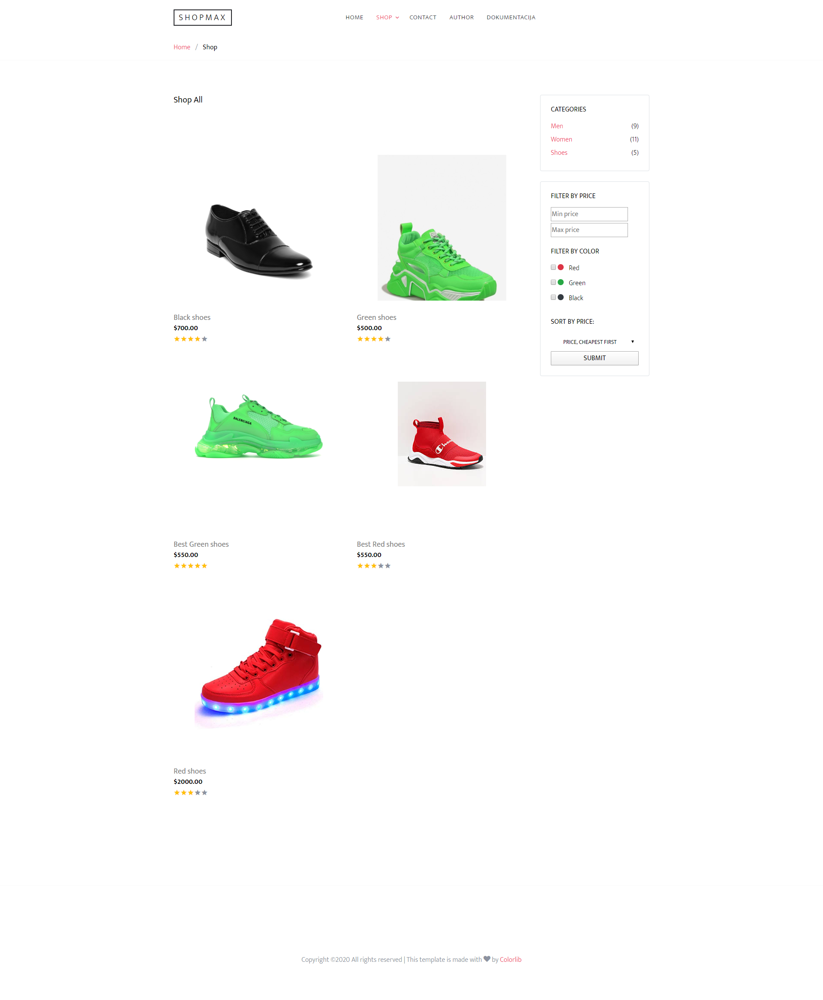 SHOPMAX
HOME SHOP CONTACT AUTHOR DOKUMENTACIJA
Home / Shop
Shop All
CATEGORIES
Men (9)
Women (11)
Shoes (5)
FILTER BY PRICE
Min price
Max price
FILTER BY COLOR
Red
Green
Black
SORT BY PRICE:
PRICE, CHEAPEST FIRST
SUBMIT
Black shoes
$700.00
Green shoes
$500.00
BALENCIAGA
Best Green shoes
$550.00
Best Red shoes
$550.00
Red shoes
$2000.00
Copyright ©2020 All rights reserved | This template is made with by Colorlib